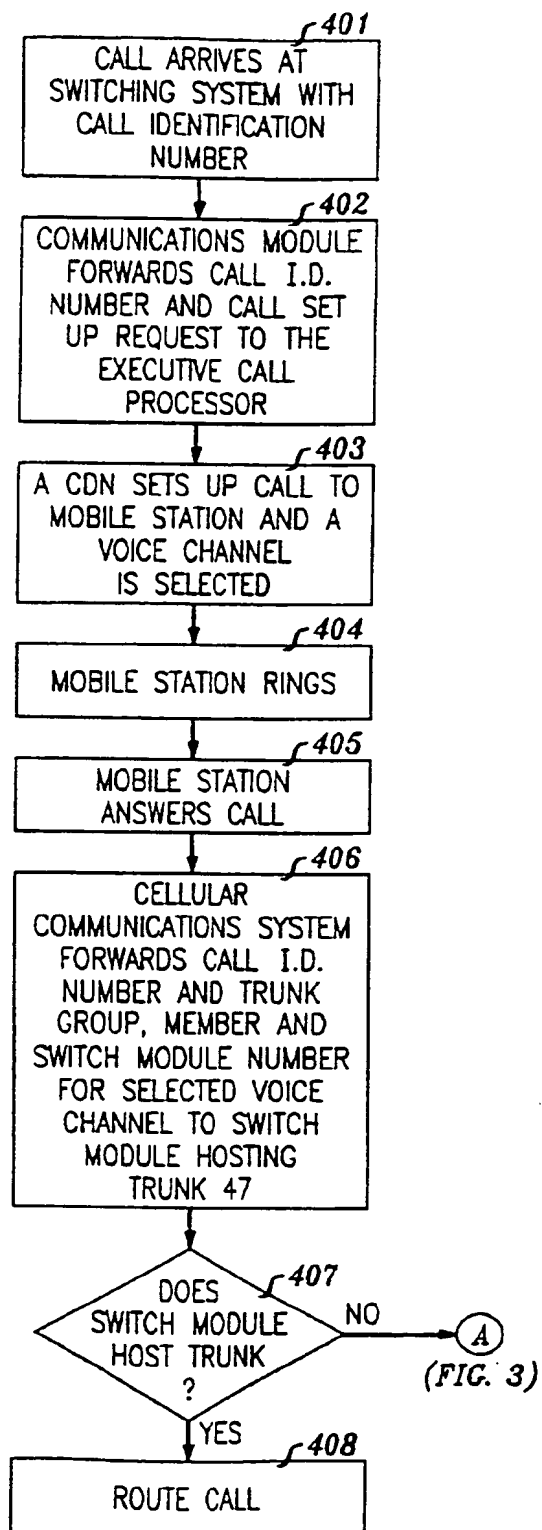 401
CALL ARRIVES AT
SWITCHING SYSTEM WITH
CALL IDENTIFICATION
NUMBER
402
COMMUNICATIONS MODULE
FORWARDS CALL I.D.
NUMBER AND CALL SET
UP REQUEST TO THE
EXECUTIVE CALL
PROCESSOR
403
A CDN SETS UP CALL TO
MOBILE STATION AND A
VOICE CHANNEL
IS SELECTED
404
MOBILE STATION RINGS
405
MOBILE STATION
ANSWERS CALL
406
CELLULAR
COMMUNICATIONS SYSTEM
FORWARDS CALL I.D.
NUMBER AND TRUNK
GROUP, MEMBER AND
SWITCH MODULE NUMBER
FOR SELECTED VOICE
CHANNEL TO SWITCH
MODULE HOSTING
TRUNK 47
407
DOES
SWITCH MODULE
HOST TRUNK
?
NO
A
(FIG. 3)
YES
408
ROUTE CALL